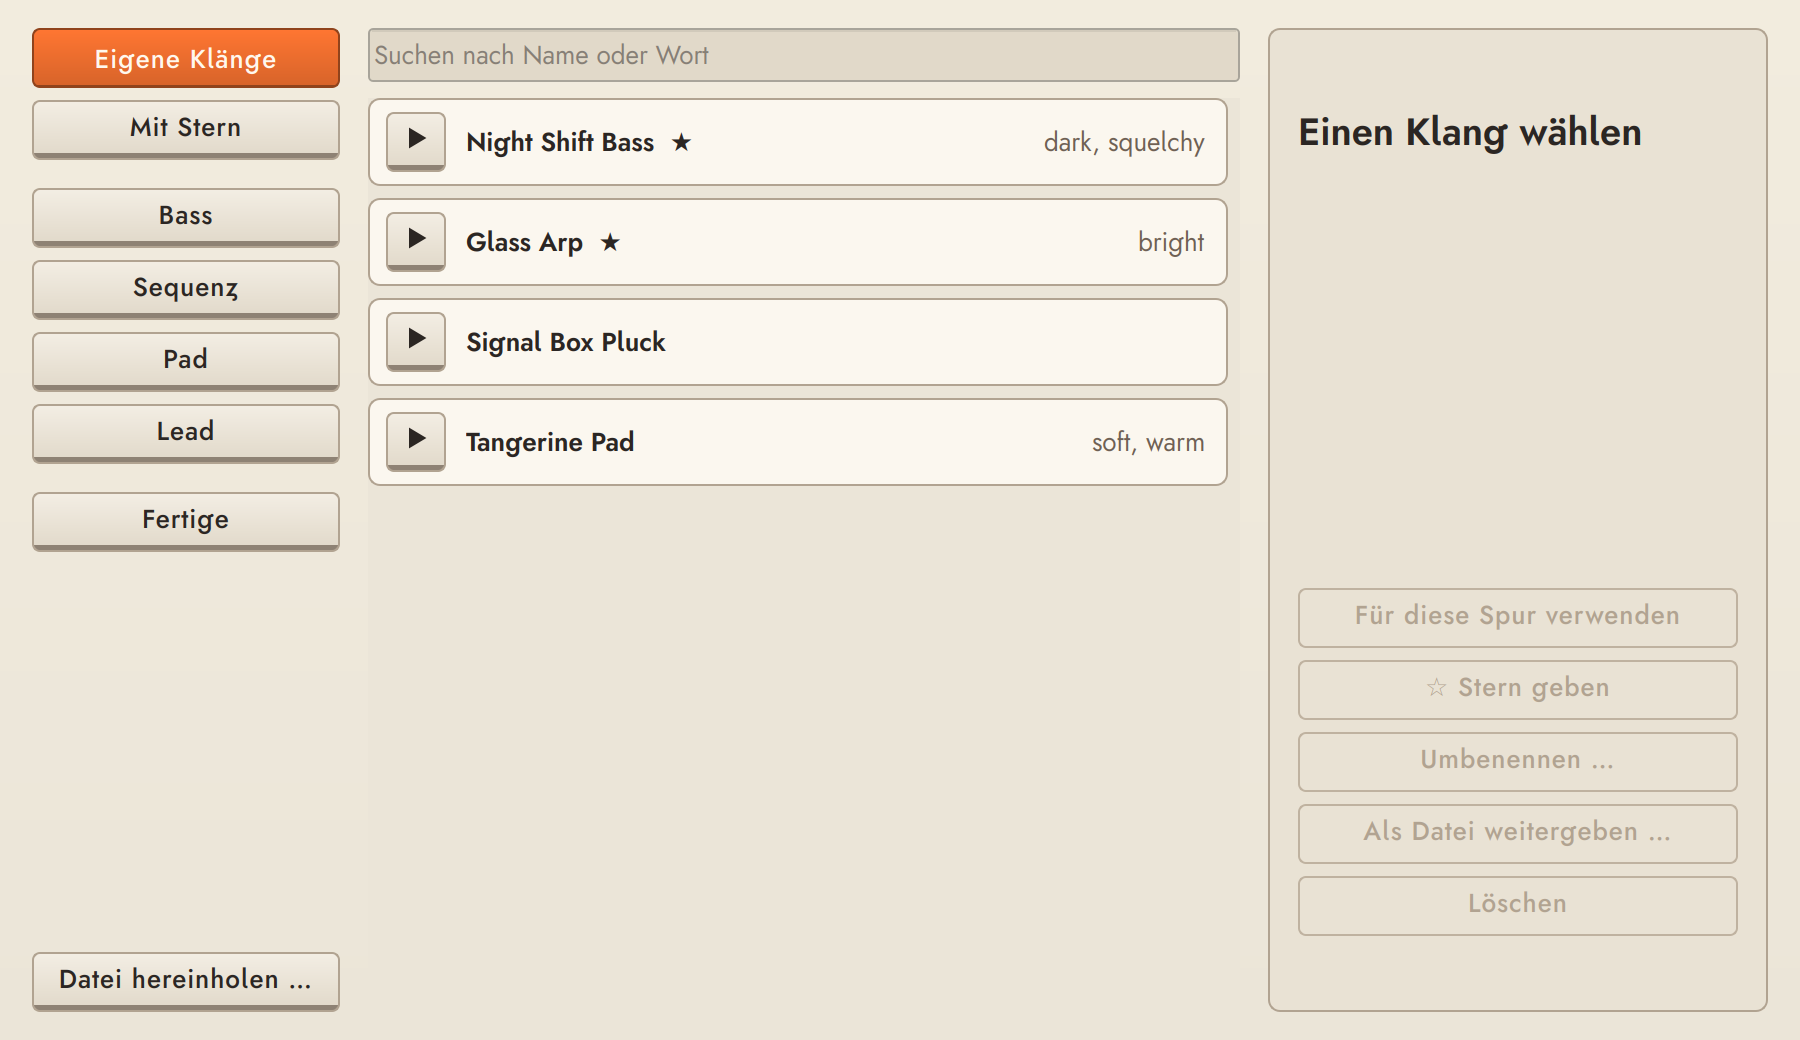 Eigene Klänge
Mit Stern
Bass
Sequenz
Pad
Lead
Fertige
Datei hereinholen ...
Suchen nach Name oder Wort
Night Shift Bass ★ dark, squelchy
Glass Arp ★ bright
Signal Box Pluck
Tangerine Pad soft, warm
Einen Klang wählen
Für diese Spur verwenden
☆ Stern geben
Umbenennen ...
Als Datei weitergeben ...
Löschen